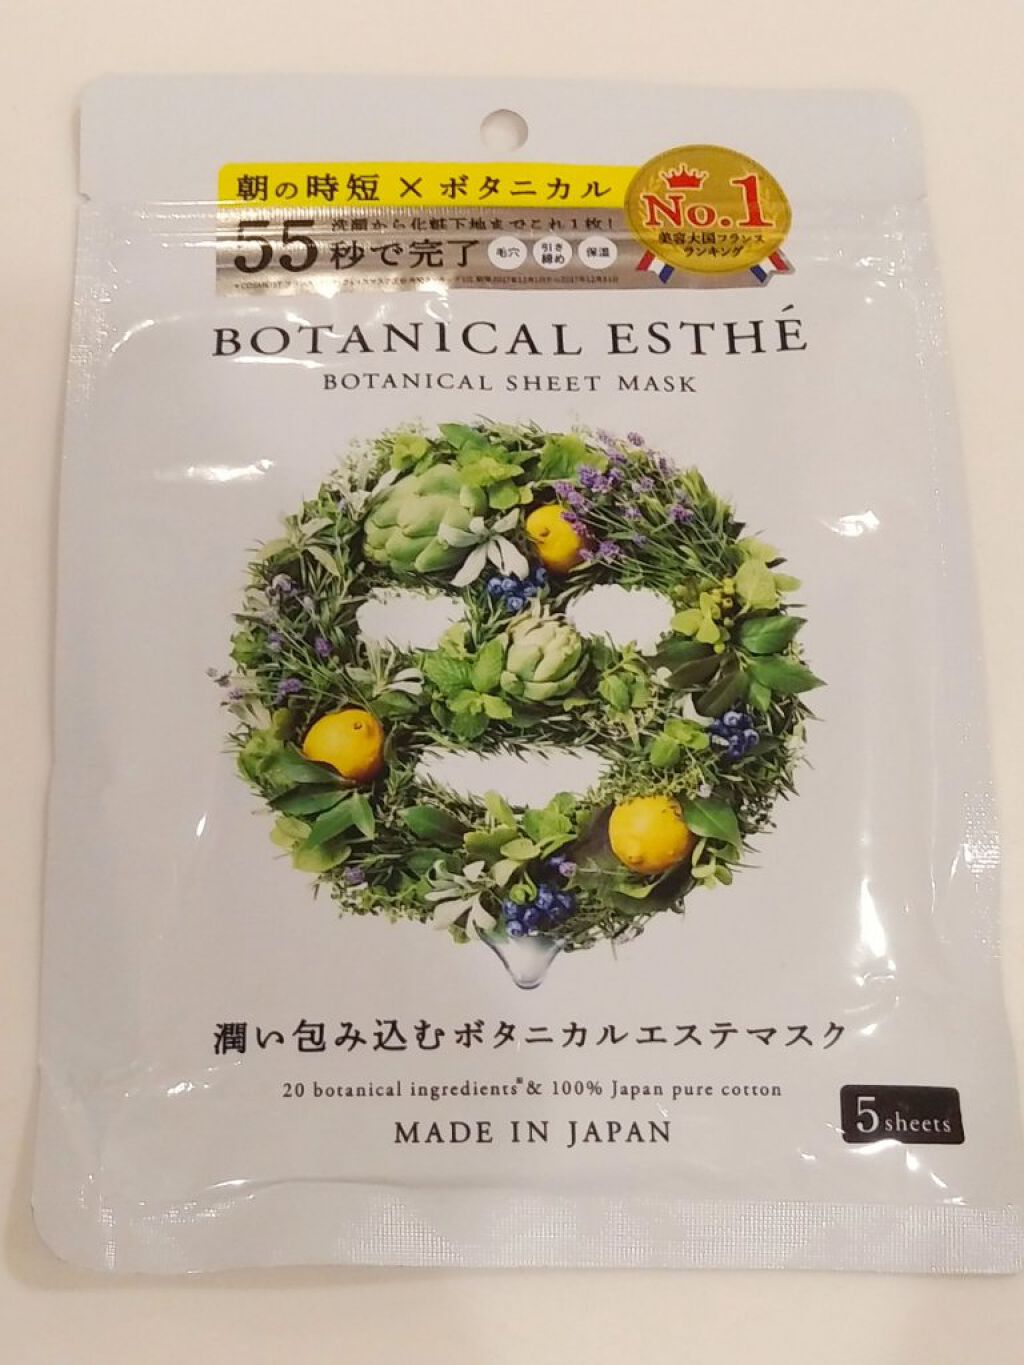 朝の時短 × ボタニカル
洗顔から化粧下地までこれ1枚!
55秒で完了
毛穴
引き
締め
保湿
No.1
美容大国フランス
ランキング
BOTANICAL ESTHÉ
BOTANICAL SHEET MASK
潤い包み込むボタニカルエステマスク
20 botanical ingredients※ & 100% Japan pure cotton
MADE IN JAPAN
5 sheets